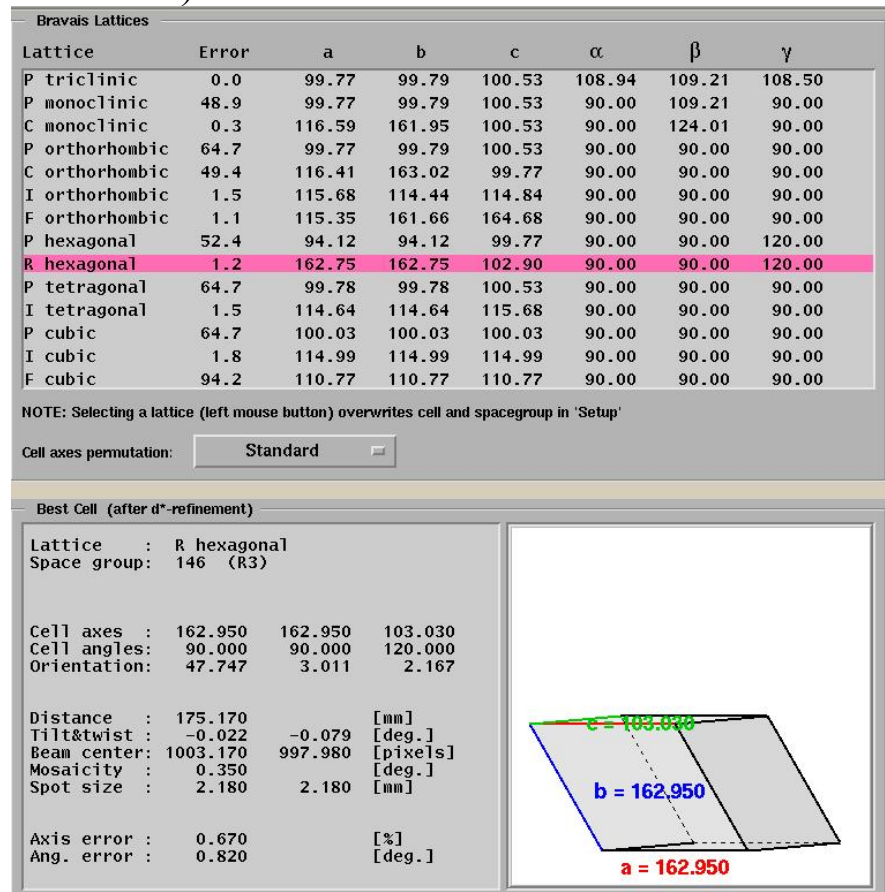 Bravais Lattices
Lattice Error a b c α β γ
P triclinic 0.0 99.77 99.79 100.53 108.94 109.21 108.50
P monoclinic 48.9 99.77 99.79 100.53 90.00 109.21 90.00
C monoclinic 0.3 116.59 161.95 100.53 90.00 124.01 90.00
P orthorhombic 64.7 99.77 99.79 100.53 90.00 90.00 90.00
C orthorhombic 49.4 116.41 163.02 99.77 90.00 90.00 90.00
I orthorhombic 1.5 115.68 114.44 114.84 90.00 90.00 90.00
F orthorhombic 1.1 115.35 161.66 164.68 90.00 90.00 90.00
P hexagonal 52.4 94.12 94.12 99.77 90.00 90.00 120.00
R hexagonal 1.2 162.75 162.75 102.90 90.00 90.00 120.00
P tetragonal 64.7 99.78 99.78 100.53 90.00 90.00 90.00
I tetragonal 1.5 114.64 114.64 115.68 90.00 90.00 90.00
P cubic 64.7 100.03 100.03 100.03 90.00 90.00 90.00
I cubic 1.8 114.99 114.99 114.99 90.00 90.00 90.00
F cubic 94.2 110.77 110.77 110.77 90.00 90.00 90.00
NOTE: Selecting a lattice (left mouse button) overwrites cell and spacegroup in 'Setup'
Cell axes permutation: Standard
Best Cell (after d*-refinement)
Lattice : R hexagonal
Space group: 146 (R3)
Cell axes : 162.950 162.950 103.030
Cell angles: 90.000 90.000 120.000
Orientation: 47.747 3.011 2.167
Distance : 175.170 [mm]
Tilt&twist : -0.022 -0.079 [deg.]
Beam center: 1003.170 997.980 [pixels]
Mosaicity : 0.350 [deg.]
Spot size : 2.180 2.180 [mm]
Axis error : 0.670 [%]
Ang. error : 0.820 [deg.]
c = 103.030
b = 162.950
a = 162.950